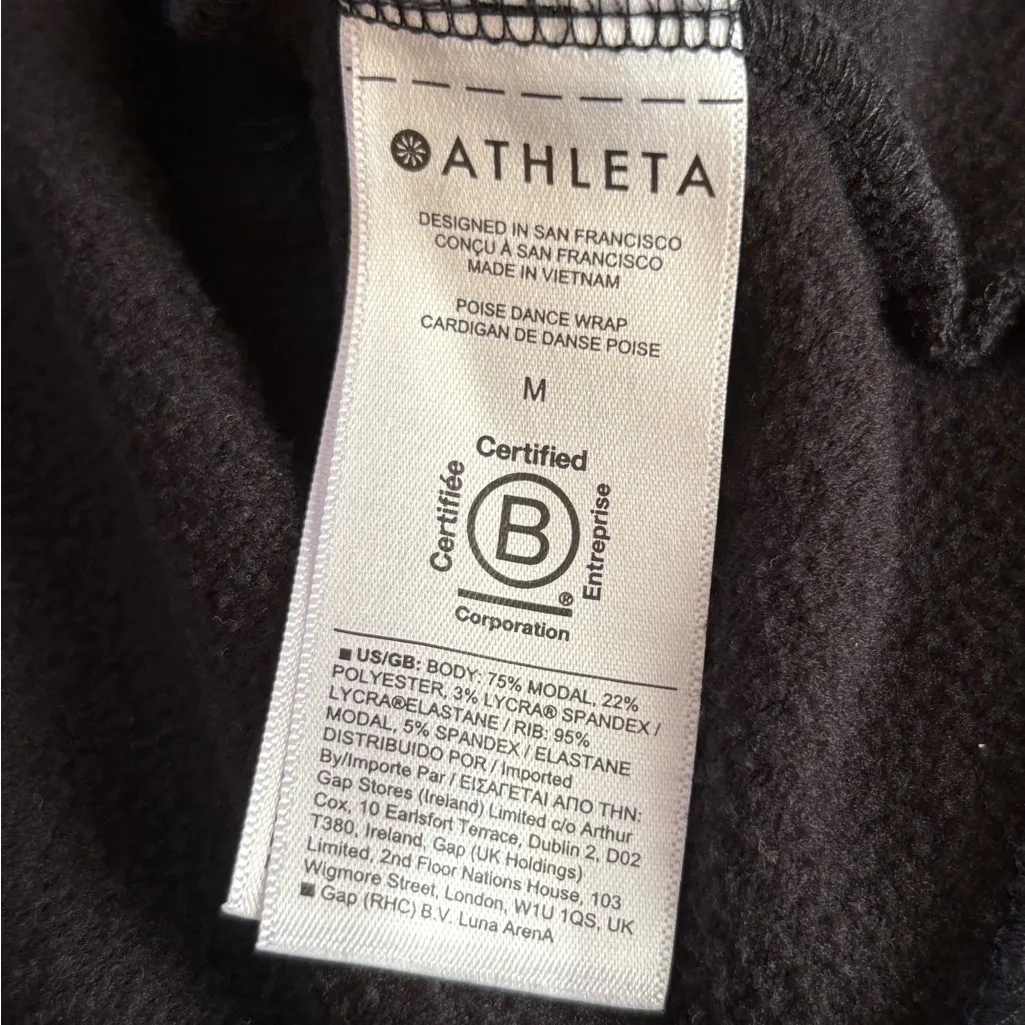 ATHLETA
DESIGNED IN SAN FRANCISCO
CONÇU À SAN FRANCISCO
MADE IN VIETNAM
POISE DANCE WRAP
CARDIGAN DE DANSE POISE
M
Certified
Certifiée
B
Entreprise
®
Corporation
■ US/GB: BODY: 75% MODAL, 22%
POLYESTER, 3% LYCRA® SPANDEX /
LYCRA®ELASTANE / RIB: 95%
MODAL, 5% SPANDEX / ELASTANE
DISTRIBUIDO POR / Imported
By/Importe Par / ΕΙΣΑΓΕΤΑΙ ΑΠΟ ΤΗΝ:
Gap Stores (Ireland) Limited c/o Arthur
Cox, 10 Earlsfort Terrace, Dublin 2, D02
T380, Ireland, Gap (UK Holdings)
Limited, 2nd Floor Nations House, 103
Wigmore Street, London, W1U 1QS, UK
■ Gap (RHC) B.V. Luna ArenA